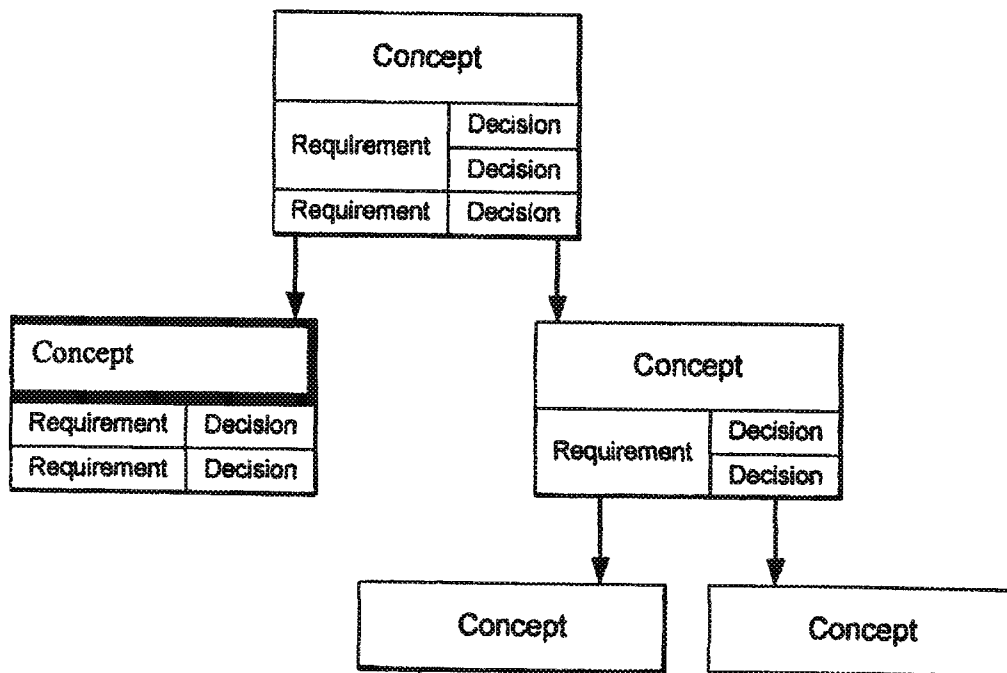 Concept
Requirement
Decision
Decision
Requirement Decision
Concept
Requirement Decision
Requirement Decision
Concept
Requirement
Decision
Decision
Concept
Concept